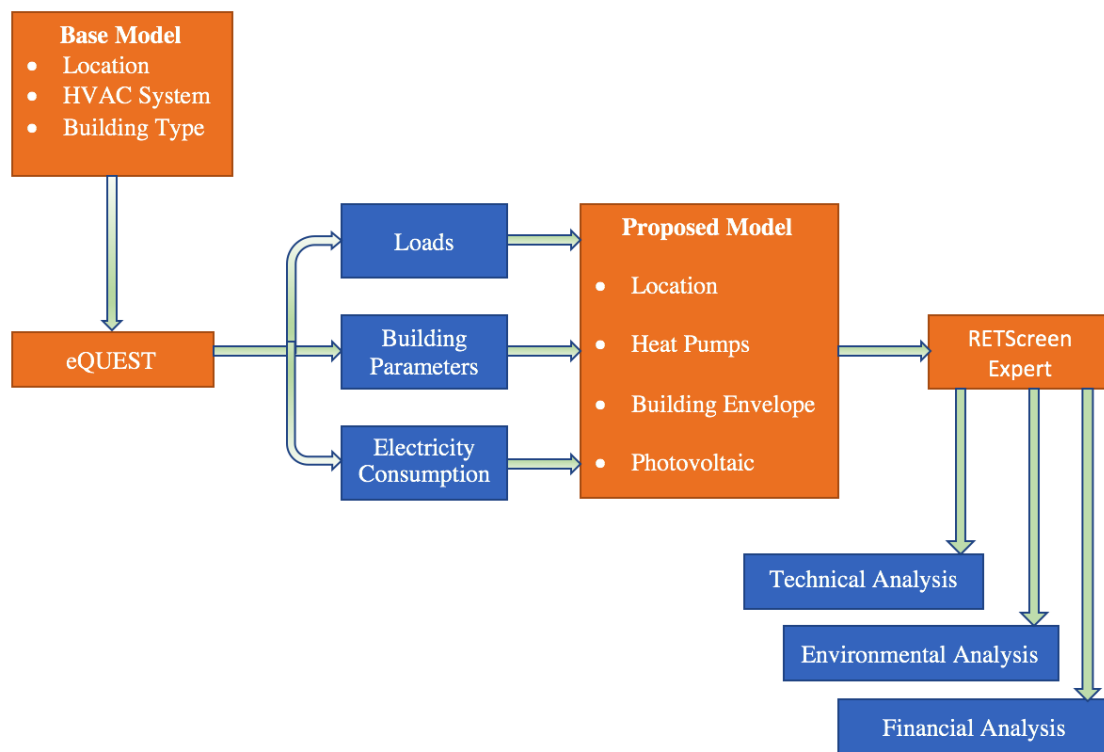 Base Model
• Location
• HVAC System
• Building Type
eQUEST
Loads
Building
Parameters
Electricity
Consumption
Proposed Model
• Location
• Heat Pumps
• Building Envelope
• Photovoltaic
RETScreen
Expert
Technical Analysis
Environmental Analysis
Financial Analysis